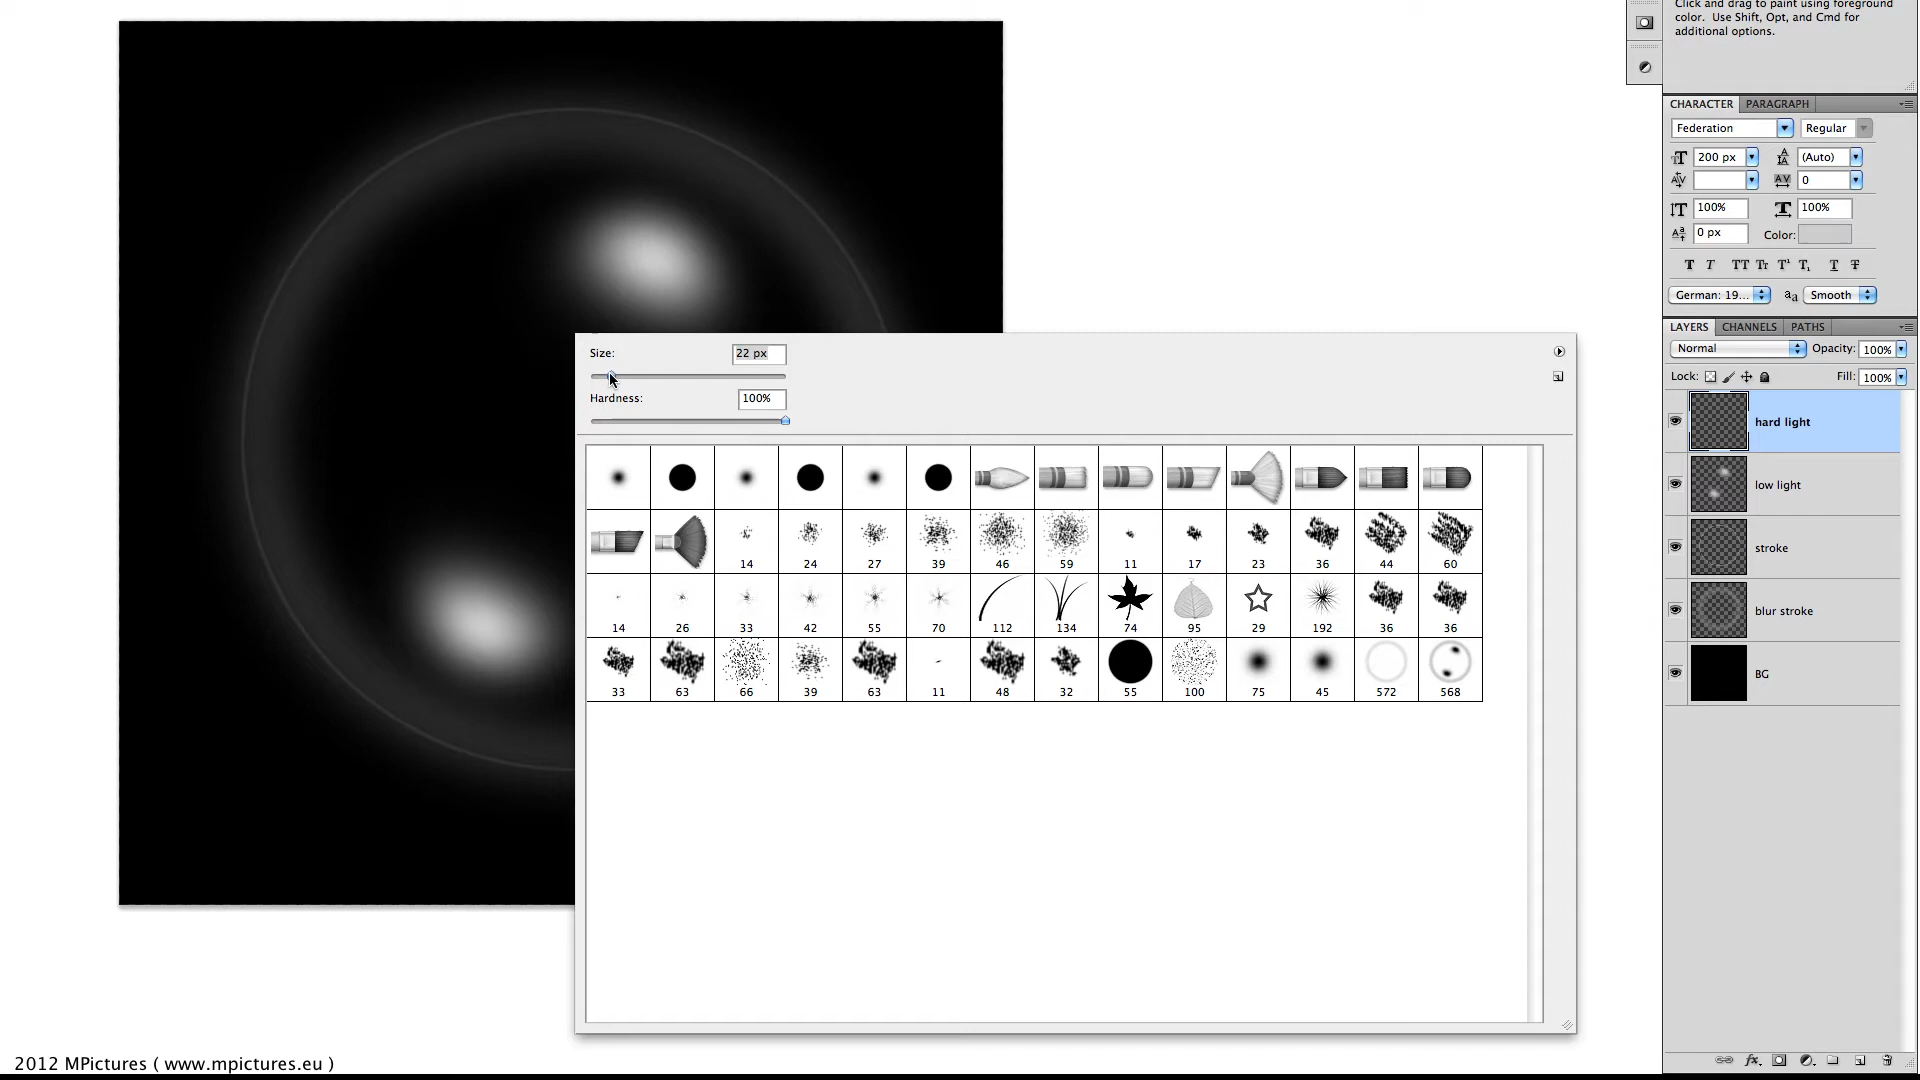 Click and drag to paint using foreground
color. Use Shift, Opt, and Cmd for
additional options.
CHARACTER PARAGRAPH
Federation Regular
200 px (Auto)
0
100% 100%
0 px Color:
German: 19... Smooth
LAYERS CHANNELS PATHS
Normal Opacity: 100%
Lock: Fill: 100%
hard light
low light
stroke
blur stroke
BG
Size: 22 px
Hardness: 100%
14 24 27 39 46 59 11 17 23 36 44 60
14 26 33 42 55 70 112 134 74 95 29 192 36 36
33 63 66 39 63 11 48 32 55 100 75 45 572 568
2012 MPictures ( www.mpictures.eu )